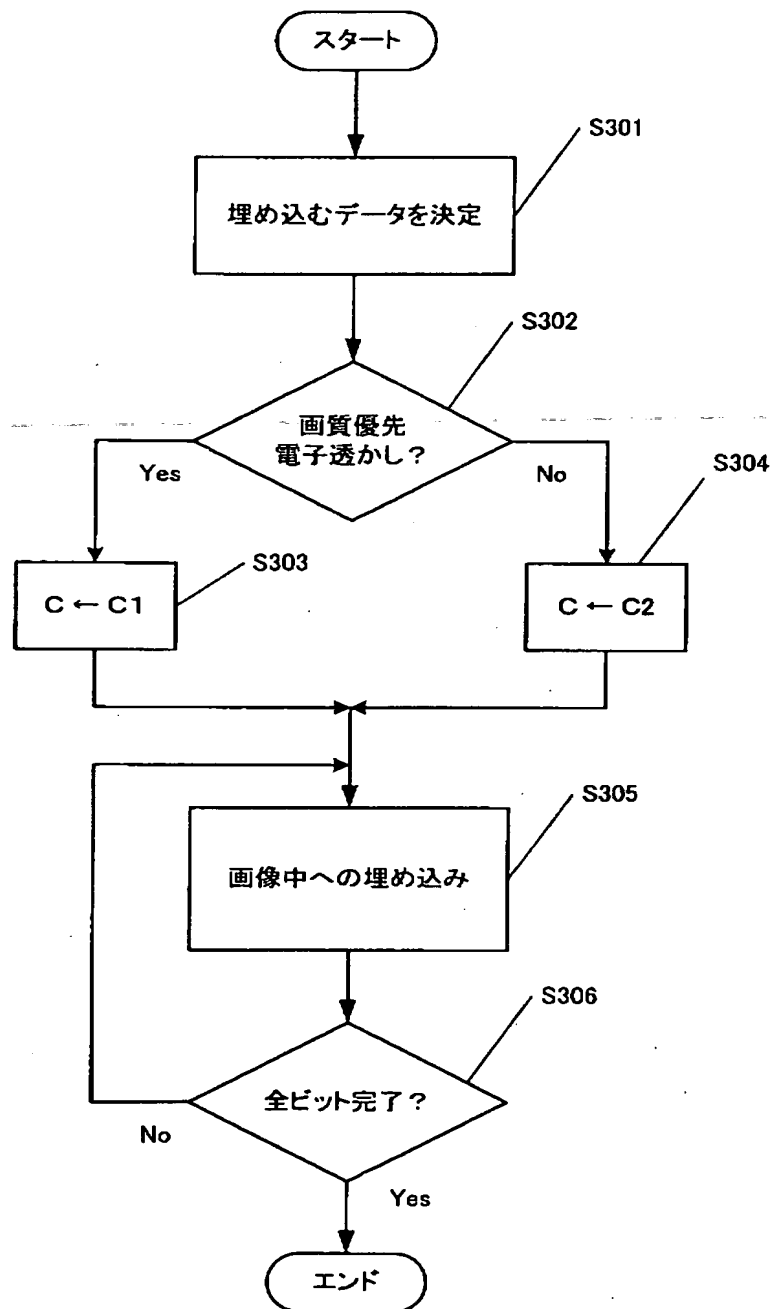 スタート
S301
埋め込むデータを決定
S302
画質優先
電子透かし？
Yes
No
S304
S303
C ← C1
C ← C2
S305
画像中への埋め込み
S306
全ビット完了？
No
Yes
エンド